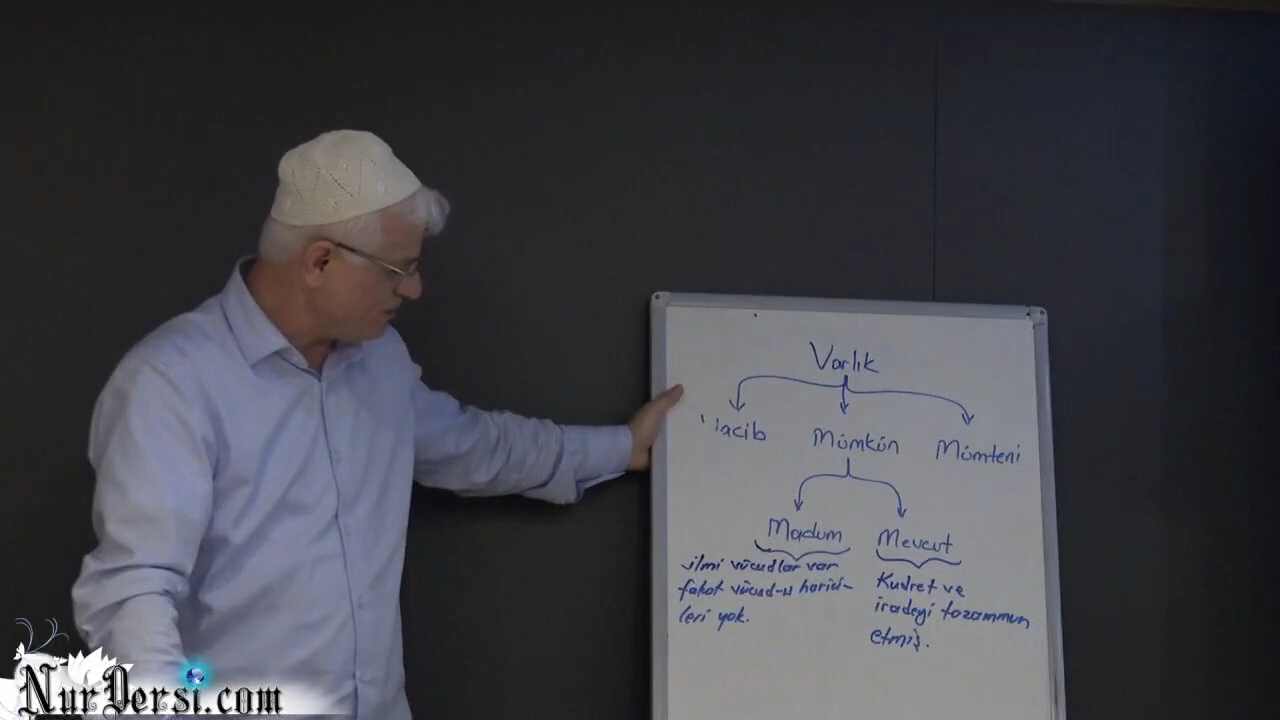 Varlık
Vacib Mümkün Mümteni
Madum Mevcut
ilmi vücudlar var
fakat vücud-u harici-
leri yok.
Kudret ve
iradeyi tazammun
etmiş.
NurDersi.com